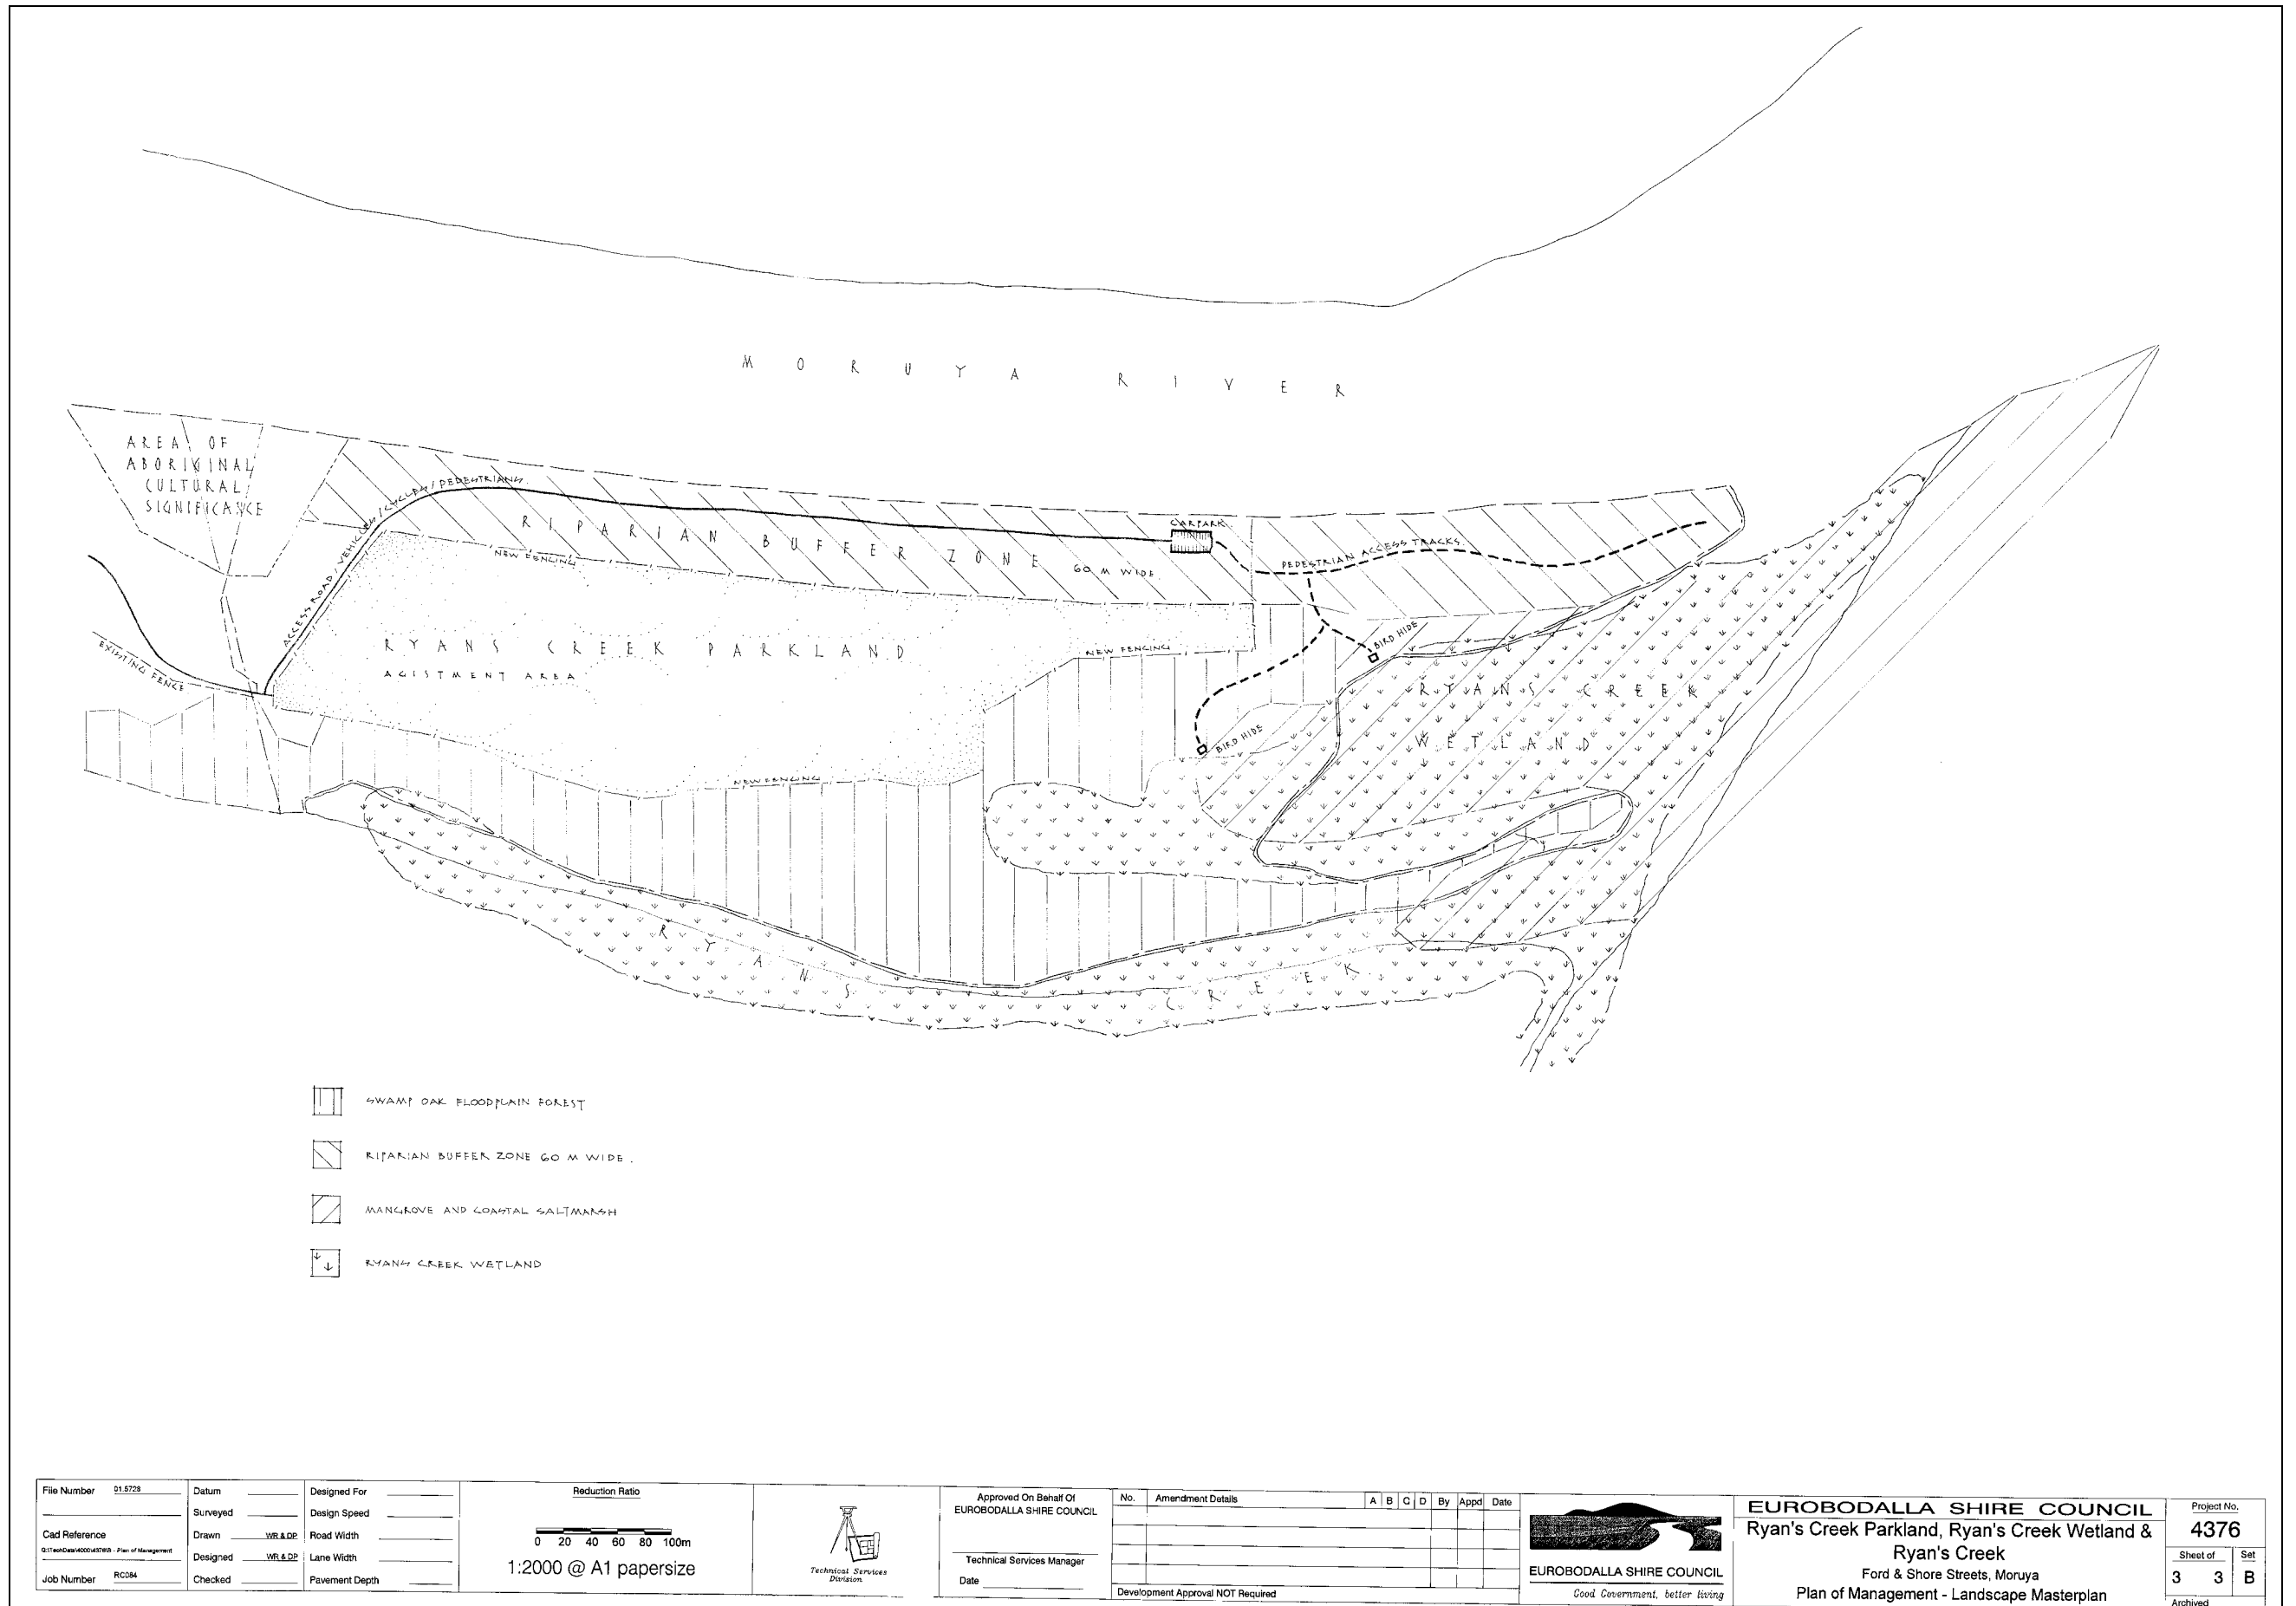 MORUYA RIVER
AREA OF
ABORIGINAL
CULTURAL
SIGNIFICANCE
ACCESS ROAD / VEHICLES / CYCLES / PEDESTRIANS
EXISTING FENCE
RIPARIAN BUFFER ZONE 60 M WIDE
CARPARK
PEDESTRIAN ACCESS TRACKS.
NEW FENCING
RYANS CREEK PARKLAND
AGISTMENT AREA
NEW FENCING
BIRD HIDE
RYANS CREEK
WETLAND
BIRD HIDE
NEW FENCING
RYANS CREEK
SWAMP OAK FLOODPLAIN FOREST
RIPARIAN BUFFER ZONE 60 M WIDE.
MANGROVE AND COASTAL SALTMARSH
RYANS CREEK WETLAND
File Number 01.5728
Cad Reference
Job Number RC084
Datum
Surveyed
Drawn WR & DP
Designed WR & DP
Checked
Designed For
Design Speed
Road Width
Lane Width
Pavement Depth
Reduction Ratio
0 20 40 60 80 100m
1:2000 @ A1 papersize
Technical Services
Division
Approved On Behalf Of
EUROBODALLA SHIRE COUNCIL
Technical Services Manager
Date
No. Amendment Details A B C D By Appd Date
Development Approval NOT Required
EUROBODALLA SHIRE COUNCIL
Good Government, better living
EUROBODALLA SHIRE COUNCIL
Ryan's Creek Parkland, Ryan's Creek Wetland &
Ryan's Creek
Ford & Shore Streets, Moruya
Plan of Management - Landscape Masterplan
Project No.
4376
Sheet of Set
3 3 B
Archived